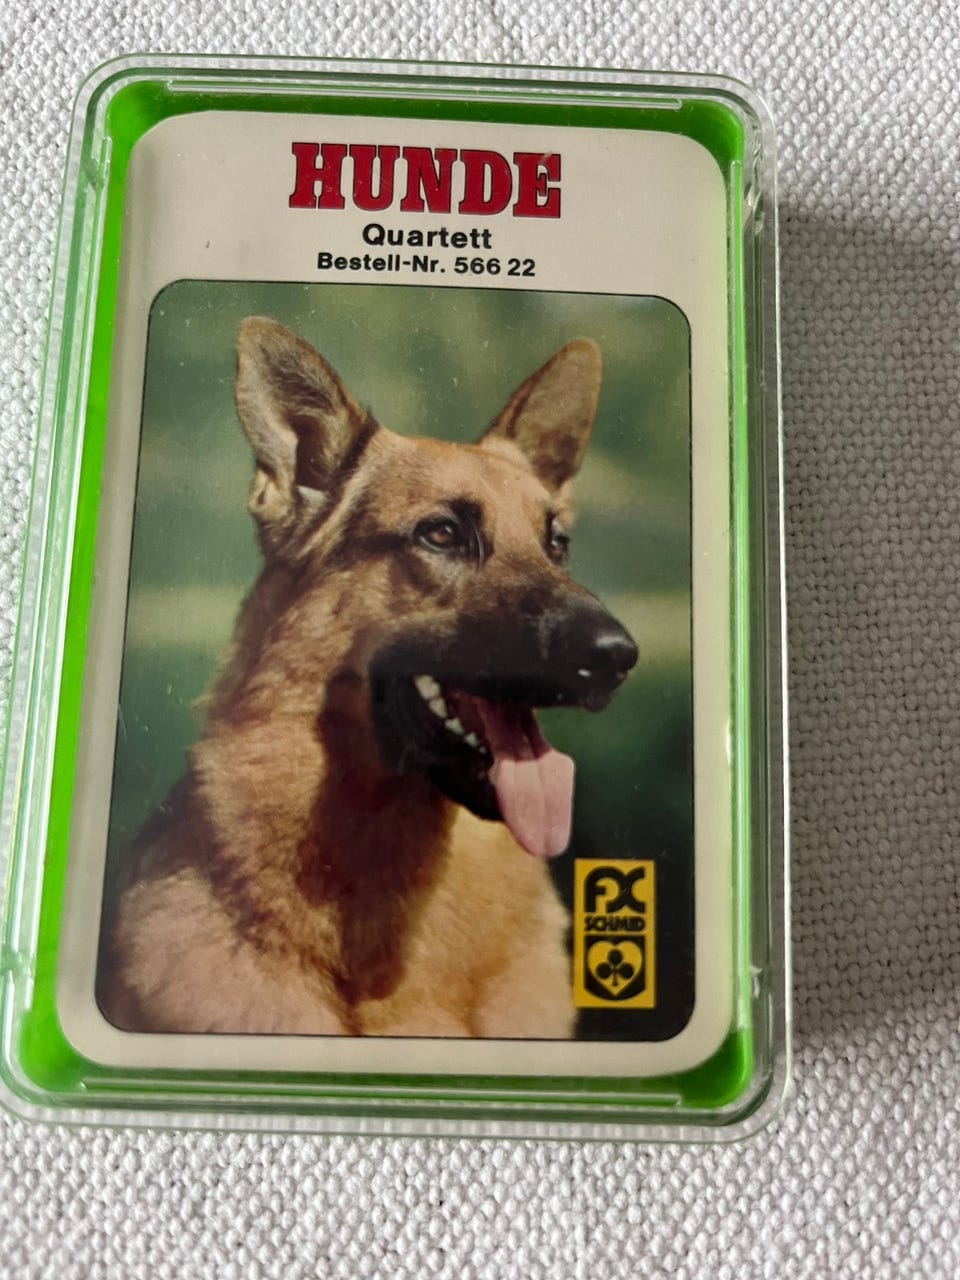 HUNDE
Quartett
Bestell-Nr. 566 22
FX
SCHMID